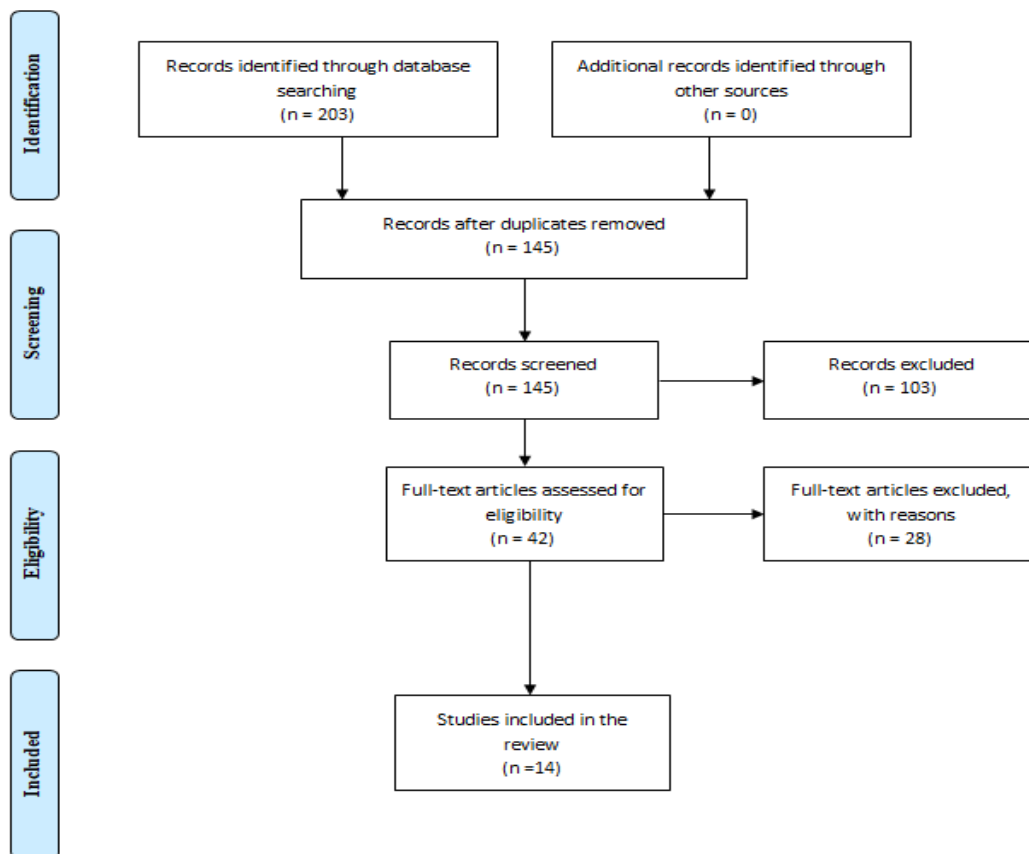 Identification
Records identified through database
searching
(n = 203)
Additional records identified through
other sources
(n = 0)
Records after duplicates removed
(n = 145)
Screening
Records screened
(n = 145)
Records excluded
(n = 103)
Eligibility
Full-text articles assessed for
eligibility
(n = 42)
Full-text articles excluded,
with reasons
(n = 28)
Included
Studies included in the
review
(n =14)